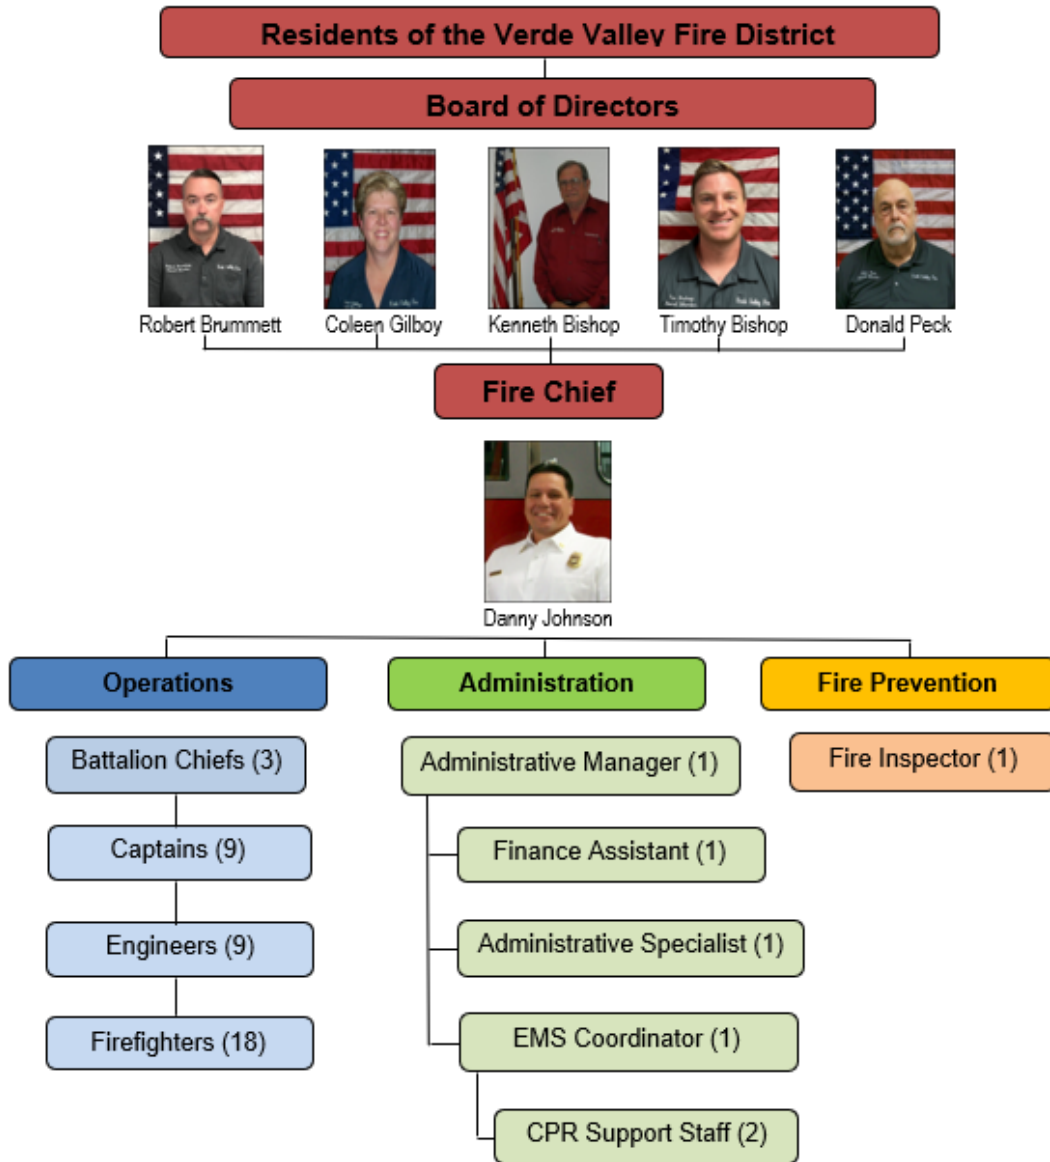 Residents of the Verde Valley Fire District
Board of Directors
Robert Brummett
Coleen Gilboy
Kenneth Bishop
Timothy Bishop
Donald Peck
Fire Chief
Danny Johnson
Operations
Administration
Fire Prevention
Battalion Chiefs (3)
Captains (9)
Engineers (9)
Firefighters (18)
Administrative Manager (1)
Finance Assistant (1)
Administrative Specialist (1)
EMS Coordinator (1)
CPR Support Staff (2)
Fire Inspector (1)